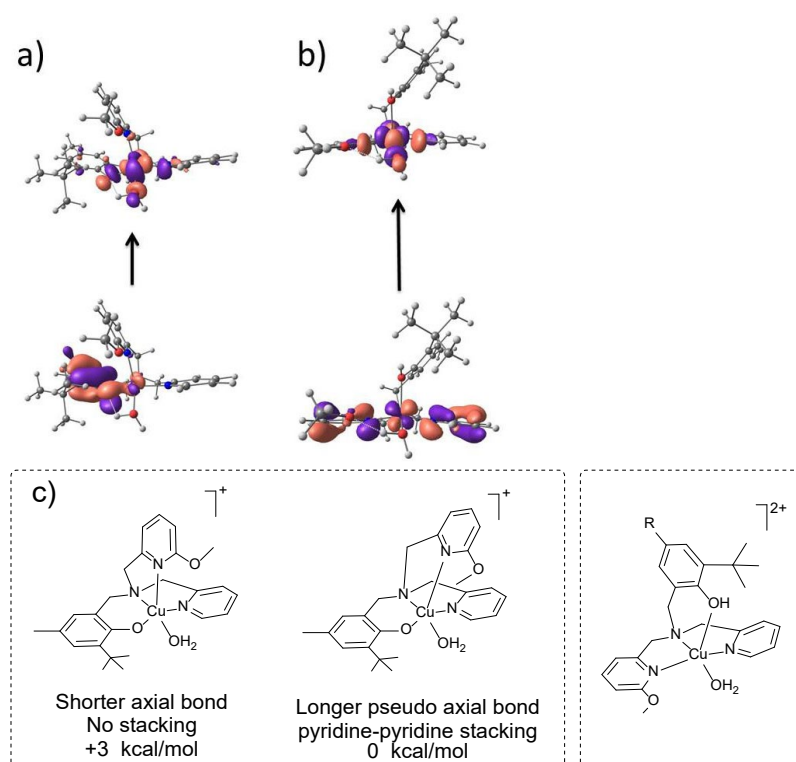 a)
b)
c)
+
N
O
N
N
Cu
O
OH2
Shorter axial bond
No stacking
+3 kcal/mol
+
N
O
N
N
Cu
O
OH2
Longer pseudo axial bond
pyridine-pyridine stacking
0 kcal/mol
2+
R
OH
N
N
Cu
N
OH2
O